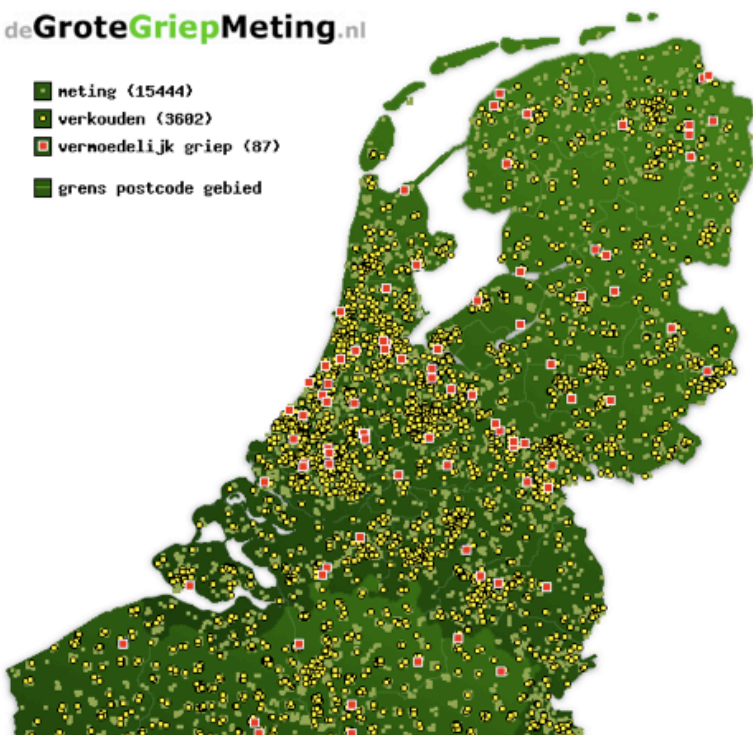 deGroteGriepMeting.nl
meting (15444)
verkouden (3602)
vermoedelijk griep (87)
grens postcode gebied